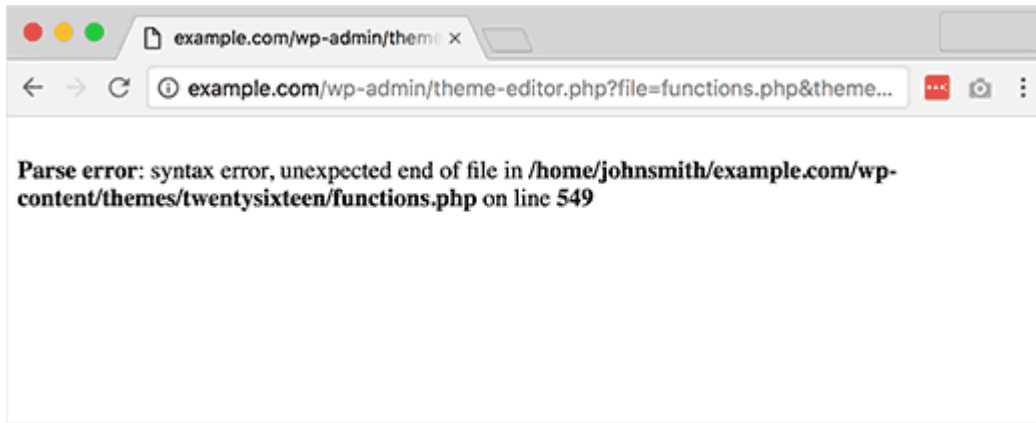 example.com/wp-admin/theme
example.com/wp-admin/theme-editor.php?file=functions.php&theme...
Parse error: syntax error, unexpected end of file in /home/johnsmith/example.com/wp-
content/themes/twentysixteen/functions.php on line 549